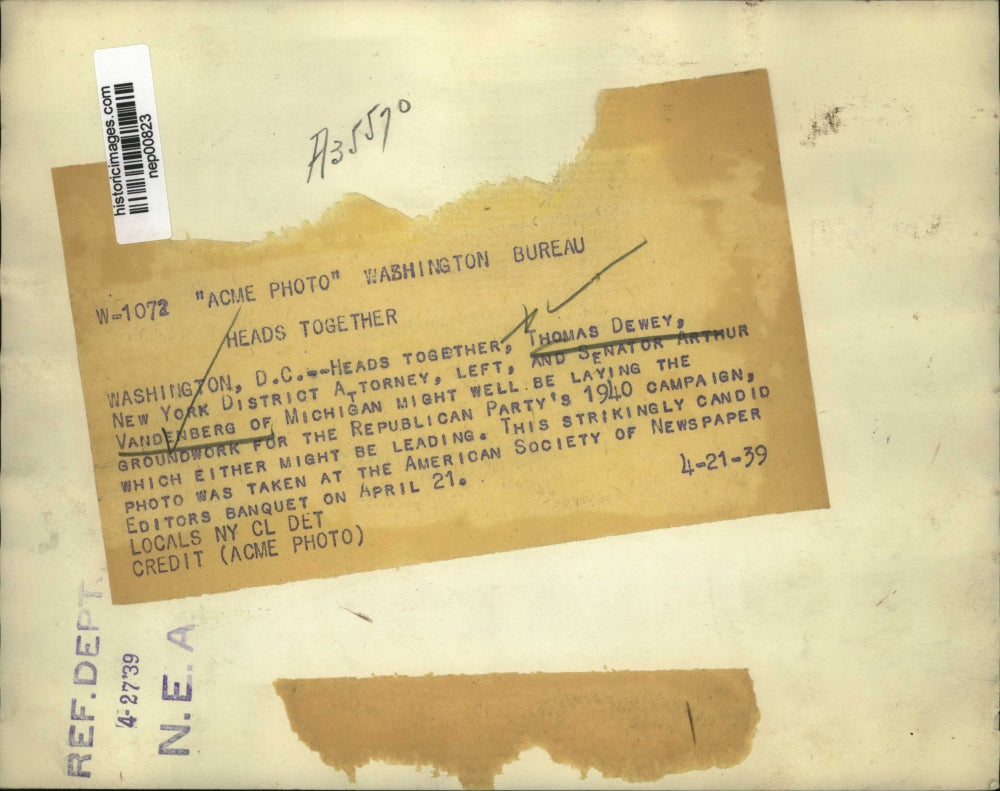 historicimages.com
nep00823
A35570
W-1072 "ACME PHOTO" WASHINGTON BUREAU
HEADS TOGETHER
WASHINGTON, D.C.--HEADS TOGETHER, THOMAS DEWEY,
NEW YORK DISTRICT ATTORNEY, LEFT, AND SENATOR ARTHUR
VANDENBERG OF MICHIGAN MIGHT WELL BE LAYING THE
GROUNDWORK FOR THE REPUBLICAN PARTY'S 1940 CAMPAIGN,
WHICH EITHER MIGHT BE LEADING. THIS STRIKINGLY CANDID
PHOTO WAS TAKEN AT THE AMERICAN SOCIETY OF NEWSPAPER
EDITORS BANQUET ON APRIL 21.
LOCALS NY CL DET 4-21-39
CREDIT (ACME PHOTO)
REF. DEPT.
4-27'39
N. E. A.